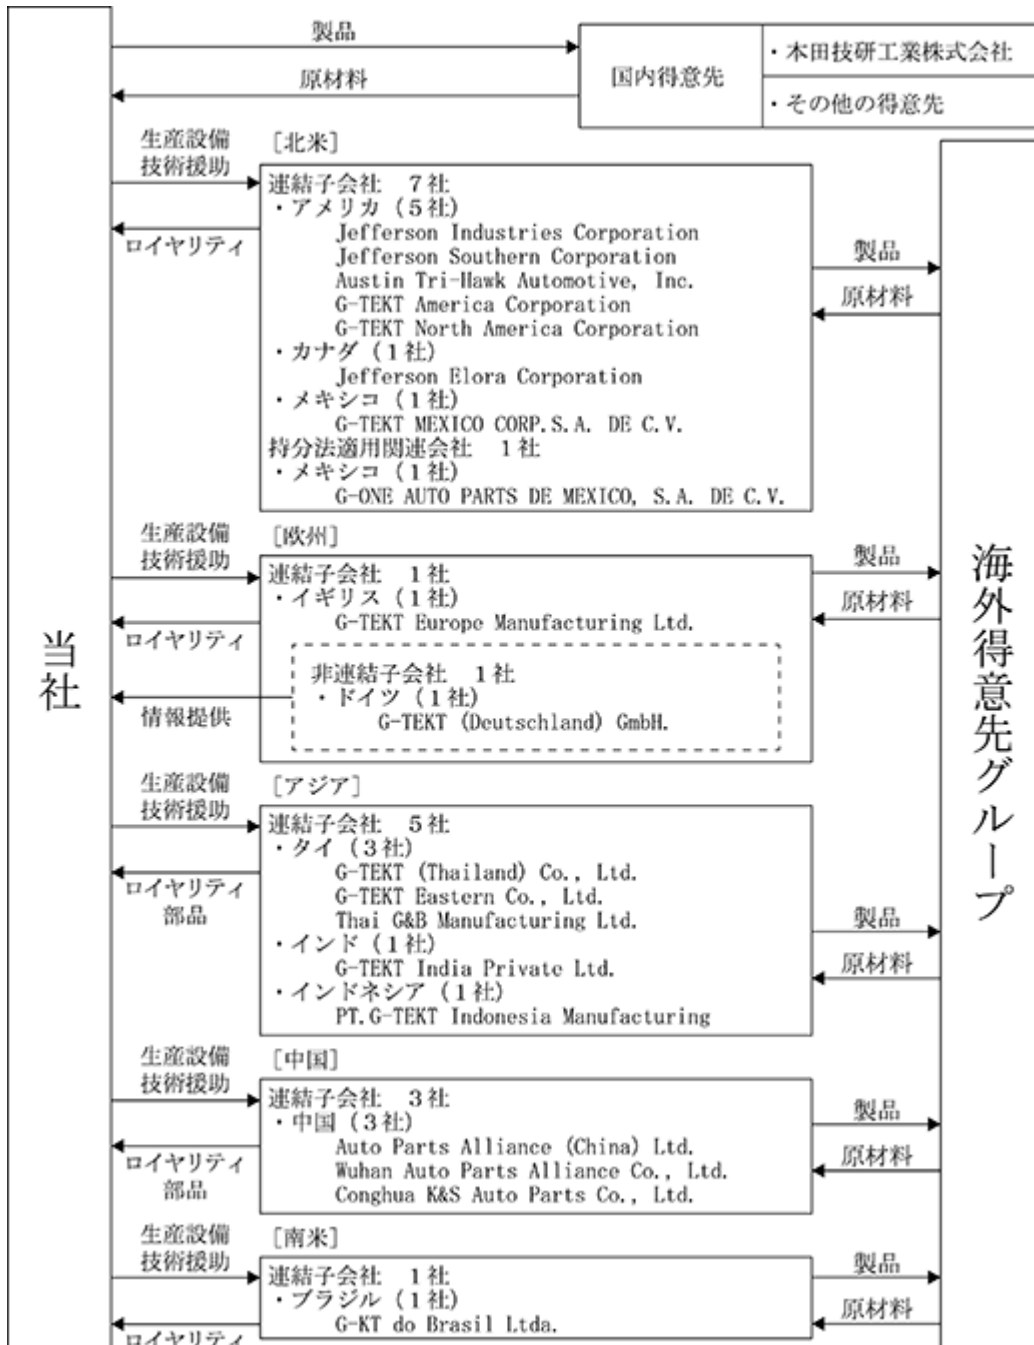 当社
製品
原材料
国内得意先
・本田技研工業株式会社
・その他の得意先
海外得意先グループ
［北米］
生産設備
技術援助
ロイヤリティ
連結子会社　７社
・アメリカ（５社）
Jefferson Industries Corporation
Jefferson Southern Corporation
Austin Tri-Hawk Automotive, Inc.
G-TEKT America Corporation
G-TEKT North America Corporation
・カナダ（１社）
Jefferson Elora Corporation
・メキシコ（１社）
G-TEKT MEXICO CORP.S.A. DE C.V.
持分法適用関連会社　１社
・メキシコ（１社）
G-ONE AUTO PARTS DE MEXICO, S.A. DE C.V.
製品
原材料
［欧州］
生産設備
技術援助
ロイヤリティ
連結子会社　１社
・イギリス（１社）
G-TEKT Europe Manufacturing Ltd.
情報提供
非連結子会社　１社
・ドイツ（１社）
G-TEKT (Deutschland) GmbH.
製品
原材料
［アジア］
生産設備
技術援助
ロイヤリティ
部品
連結子会社　５社
・タイ（３社）
G-TEKT (Thailand) Co., Ltd.
G-TEKT Eastern Co., Ltd.
Thai G&B Manufacturing Ltd.
・インド（１社）
G-TEKT India Private Ltd.
・インドネシア（１社）
PT.G-TEKT Indonesia Manufacturing
製品
原材料
［中国］
生産設備
技術援助
ロイヤリティ
部品
連結子会社　３社
・中国（３社）
Auto Parts Alliance (China) Ltd.
Wuhan Auto Parts Alliance Co., Ltd.
Conghua K&S Auto Parts Co., Ltd.
製品
原材料
［南米］
生産設備
技術援助
ロイヤリティ
連結子会社　１社
・ブラジル（１社）
G-KT do Brasil Ltda.
製品
原材料